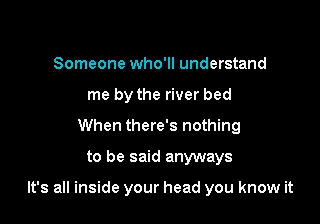 Someone who'll understand
me by the river bed
When there's nothing
to be said anyways
It's all inside your head you know it